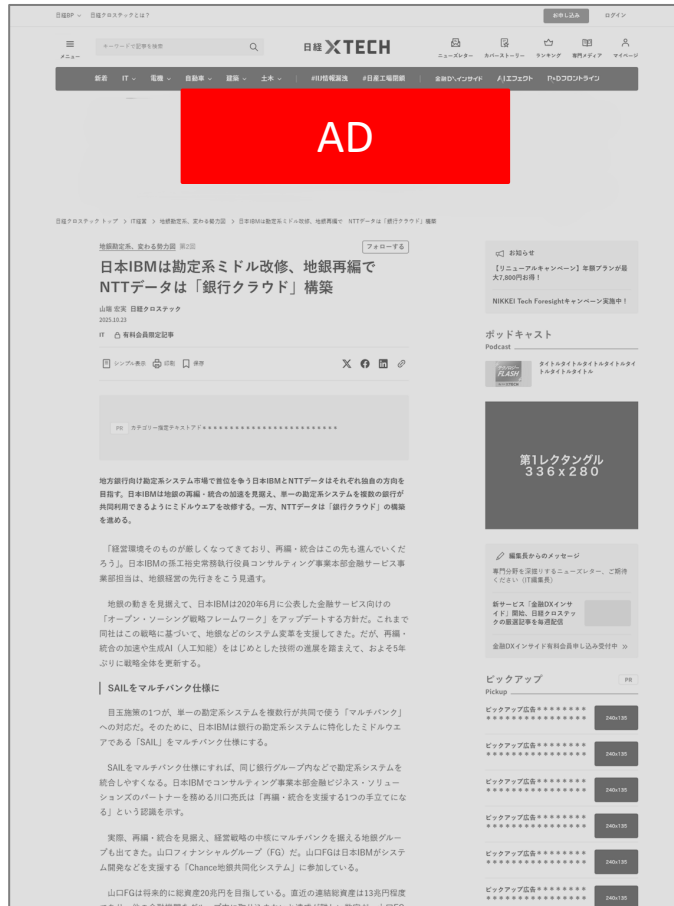 日経BP
日経クロステックとは？
お申し込み
ログイン
メニュー
キーワードで記事を検索
日経XTECH
ニュースレター
カバーストーリー
ランキング
専門メディア
マイページ
新着 IT 電機 自動車 建築 土木 #IIJ情報漏洩 #日産工場閉鎖 金融DXインサイド AIエフェクト R+Dフロントライン
AD
日経クロステック トップ > IT経営 > 地銀勘定系、変わる勢力図 > 日本IBMは勘定系ミドル改修、地銀再編で NTTデータは「銀行クラウド」構築
地銀勘定系、変わる勢力図 第2回
フォローする
日本IBMは勘定系ミドル改修、地銀再編で
NTTデータは「銀行クラウド」構築
山端 宏実 日経クロステック
2025.10.23
IT 有料会員限定記事
シンプル表示 印刷 保存
PR カテゴリー指定テキストアド＊＊＊＊＊＊＊＊＊＊＊＊＊＊＊＊＊＊＊＊＊＊＊＊＊
地方銀行向け勘定系システム市場で首位を争う日本IBMとNTTデータはそれぞれ独自の方向を
目指す。日本IBMは地銀の再編・統合の加速を見据え、単一の勘定系システムを複数の銀行が
共同利用できるようにミドルウエアを改修する。一方、NTTデータは「銀行クラウド」の構築
を進める。
「経営環境そのものが厳しくなってきており、再編・統合はこの先も進んでいくだ
ろう」。日本IBMの孫工裕史常務執行役員コンサルティング事業本部金融サービス事
業部担当は、地銀経営の先行きをこう見通す。
地銀の動きを見据えて、日本IBMは2020年6月に公表した金融サービス向けの
「オープン・ソーシング戦略フレームワーク」をアップデートする方針だ。これまで
同社はこの戦略に基づいて、地銀などのシステム変革を支援してきた。だが、再編・
統合の加速や生成AI（人工知能）をはじめとした技術の進展を踏まえて、およそ5年
ぶりに戦略全体を更新する。
SAILをマルチバンク仕様に
目玉施策の1つが、単一の勘定系システムを複数行が共同で使う「マルチバンク」
への対応だ。そのために、日本IBMは銀行の勘定系システムに特化したミドルウエ
アである「SAIL」をマルチバンク仕様にする。
SAILをマルチバンク仕様にすれば、同じ銀行グループ内などで勘定系システムを
統合しやすくなる。日本IBMでコンサルティング事業本部金融ビジネス・ソリュー
ションズのパートナーを務める川口亮氏は「再編・統合を支援する1つの手立てにな
る」という認識を示す。
実際、再編・統合を見据え、経営戦略の中核にマルチバンクを据える地銀グルー
プも出てきた。山口フィナンシャルグループ（FG）だ。山口FGは日本IBMがシステ
ム開発などを支援する「Chance地銀共同化システム」に参加している。
山口FGは将来的に総資産20兆円を目指している。直近の連結総資産は13兆円程度
お知らせ
【リニューアルキャンペーン】年額プランが最
大7,800円お得！
NIKKEI Tech Foresightキャンペーン実施中！
ポッドキャスト
Podcast
FLASH
タイトルタイトルタイトルタイトルタイ
トルタイトルタイトル
第1レクタングル
336x280
編集長からのメッセージ
専門分野を深掘りするニューズレター、ご期待
ください（IT編集長）
新サービス「金融DXインサ
イド」開始、日経クロステッ
クの厳選記事を毎週配信
金融DXインサイド有料会員申し込み受付中
ピックアップ
PR
Pickup
ピックアップ広告＊＊＊＊＊＊＊＊
＊＊＊＊＊＊＊＊＊＊＊＊＊＊＊＊
240x135
ピックアップ広告＊＊＊＊＊＊＊＊
＊＊＊＊＊＊＊＊＊＊＊＊＊＊＊＊
240x135
ピックアップ広告＊＊＊＊＊＊＊＊
＊＊＊＊＊＊＊＊＊＊＊＊＊＊＊＊
240x135
ピックアップ広告＊＊＊＊＊＊＊＊
＊＊＊＊＊＊＊＊＊＊＊＊＊＊＊＊
240x135
ピックアップ広告＊＊＊＊＊＊＊＊
＊＊＊＊＊＊＊＊＊＊＊＊＊＊＊＊
240x135
ピックアップ広告＊＊＊＊＊＊＊＊
＊＊＊＊＊＊＊＊＊＊＊＊＊＊＊＊
240x135